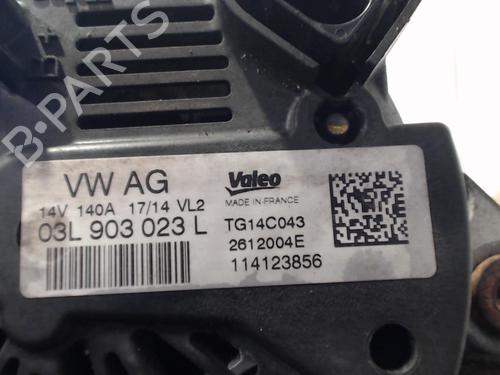 B-PARTS
VW AG
14V 140A 17/14 VL2
03L 903 023 L
Valeo
MADE IN FRANCE
TG14C043
2612004E
114123856